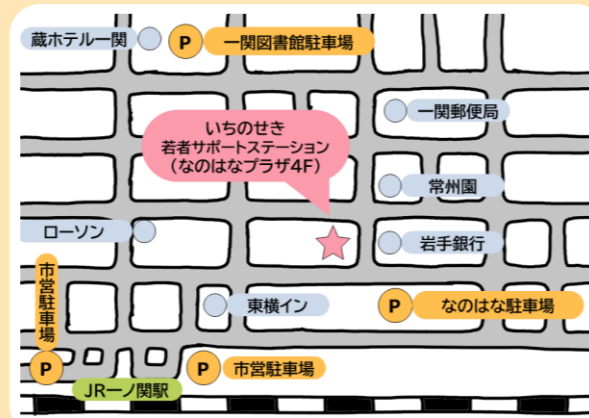 蔵ホテル一関
P
一関図書館駐車場
いちのせき
若者サポートステーション
(なのはなプラザ4F)
一関郵便局
常州園
ローソン
岩手銀行
市営駐車場
東横イン
P
なのはな駐車場
P
P
市営駐車場
JR一ノ関駅